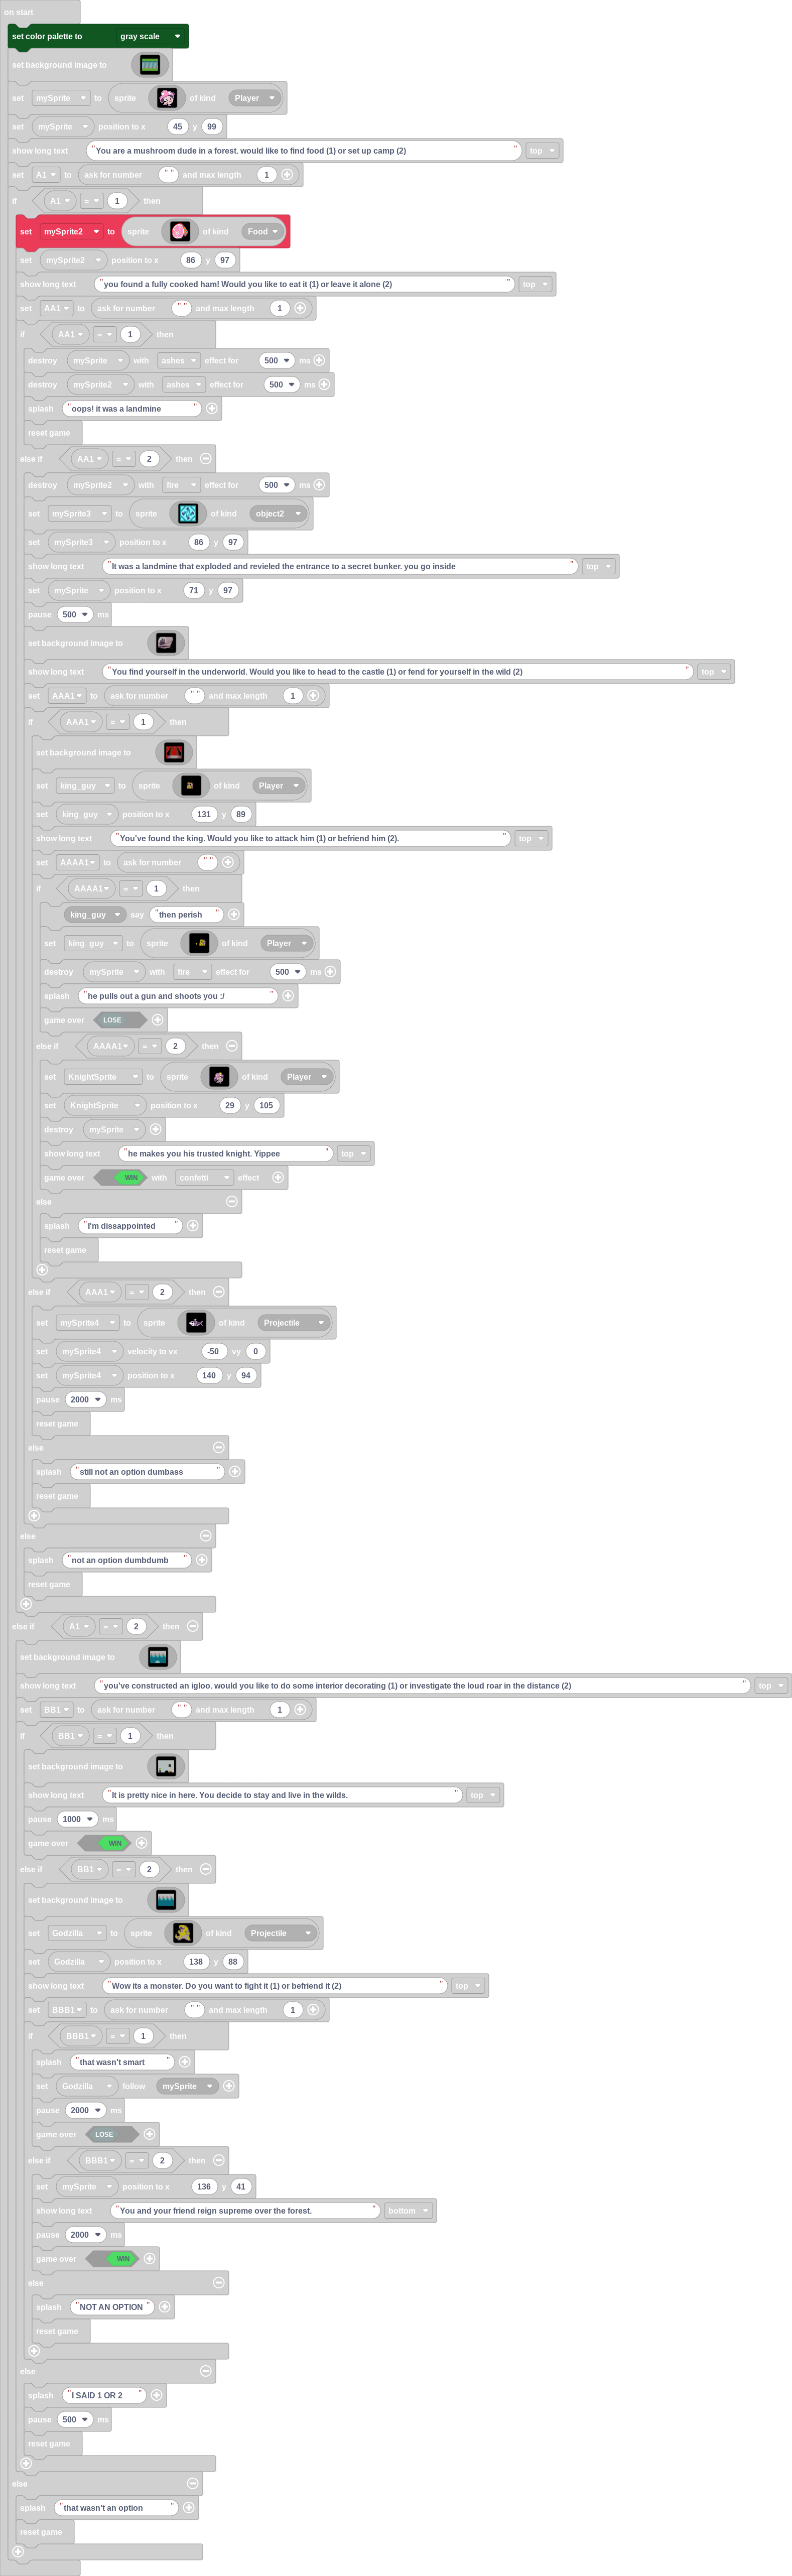 on start
set color palette to gray scale
set background image to
set mySprite to sprite of kind Player
set mySprite position to x 45 y 99
show long text "You are a mushroom dude in a forest. would like to find food (1) or set up camp (2) " top
set A1 to ask for number " " and max length 1
if A1 = 1 then
set mySprite2 to sprite of kind Food
set mySprite2 position to x 86 y 97
show long text "you found a fully cooked ham! Would you like to eat it (1) or leave it alone (2) " top
set AA1 to ask for number " " and max length 1
if AA1 = 1 then
destroy mySprite with ashes effect for 500 ms
destroy mySprite2 with ashes effect for 500 ms
splash "oops! it was a landmine "
reset game
else if AA1 = 2 then
destroy mySprite2 with fire effect for 500 ms
set mySprite3 to sprite of kind object2
set mySprite3 position to x 86 y 97
show long text "It was a landmine that exploded and revieled the entrance to a secret bunker. you go inside " top
set mySprite position to x 71 y 97
pause 500 ms
set background image to
show long text "You find yourself in the underworld. Would you like to head to the castle (1) or fend for yourself in the wild (2) " top
set AAA1 to ask for number " " and max length 1
if AAA1 = 1 then
set background image to
set king_guy to sprite of kind Player
set king_guy position to x 131 y 89
show long text "You've found the king. Would you like to attack him (1) or befriend him (2). " top
set AAAA1 to ask for number " "
if AAAA1 = 1 then
king_guy say "then perish "
set king_guy to sprite of kind Player
destroy mySprite with fire effect for 500 ms
splash "he pulls out a gun and shoots you :/ "
game over LOSE
else if AAAA1 = 2 then
set KnightSprite to sprite of kind Player
set KnightSprite position to x 29 y 105
destroy mySprite
show long text "he makes you his trusted knight. Yippee " top
game over WIN with confetti effect
else
splash "I'm dissappointed "
reset game
else if AAA1 = 2 then
set mySprite4 to sprite of kind Projectile
set mySprite4 velocity to vx -50 vy 0
set mySprite4 position to x 140 y 94
pause 2000 ms
reset game
else
splash "still not an option dumbass "
reset game
else
splash "not an option dumbdumb "
reset game
else if A1 = 2 then
set background image to
show long text "you've constructed an igloo. would you like to do some interior decorating (1) or investigate the loud roar in the distance (2) " top
set BB1 to ask for number " " and max length 1
if BB1 = 1 then
set background image to
show long text "It is pretty nice in here. You decide to stay and live in the wilds. " top
pause 1000 ms
game over WIN
else if BB1 = 2 then
set background image to
set Godzilla to sprite of kind Projectile
set Godzilla position to x 138 y 88
show long text "Wow its a monster. Do you want to fight it (1) or befriend it (2) " top
set BBB1 to ask for number " " and max length 1
if BBB1 = 1 then
splash "that wasn't smart "
set Godzilla follow mySprite
pause 2000 ms
game over LOSE
else if BBB1 = 2 then
set mySprite position to x 136 y 41
show long text "You and your friend reign supreme over the forest. " bottom
pause 2000 ms
game over WIN
else
splash "NOT AN OPTION "
reset game
else
splash "I SAID 1 OR 2 "
pause 500 ms
reset game
else
splash "that wasn't an option "
reset game